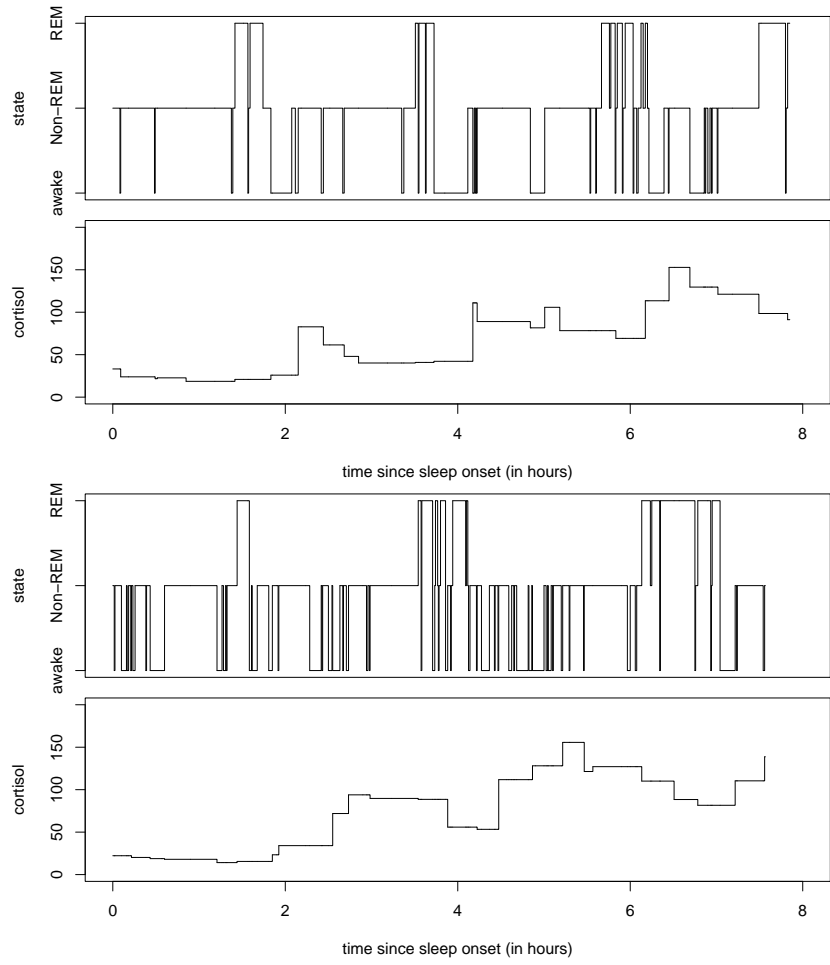 REM
Non−REM
awake
state
200
150
100
50
0
cortisol
0 2 4 6 8
time since sleep onset (in hours)
REM
Non−REM
awake
state
150
100
50
0
cortisol
0 2 4 6 8
time since sleep onset (in hours)